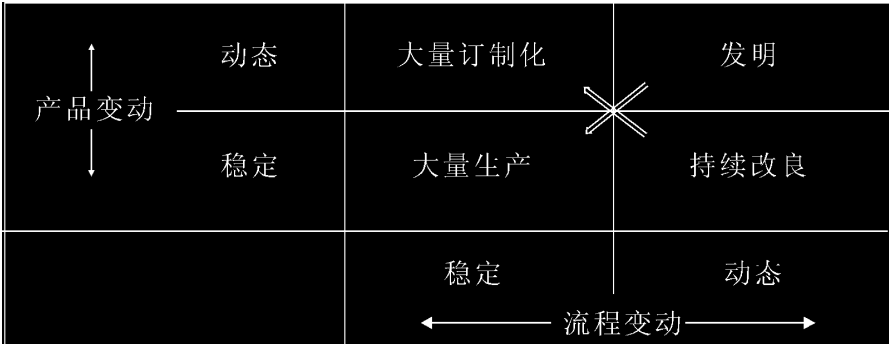 动态 大量订制化 发明
产品变动
稳定 大量生产 持续改良
稳定 动态
流程变动